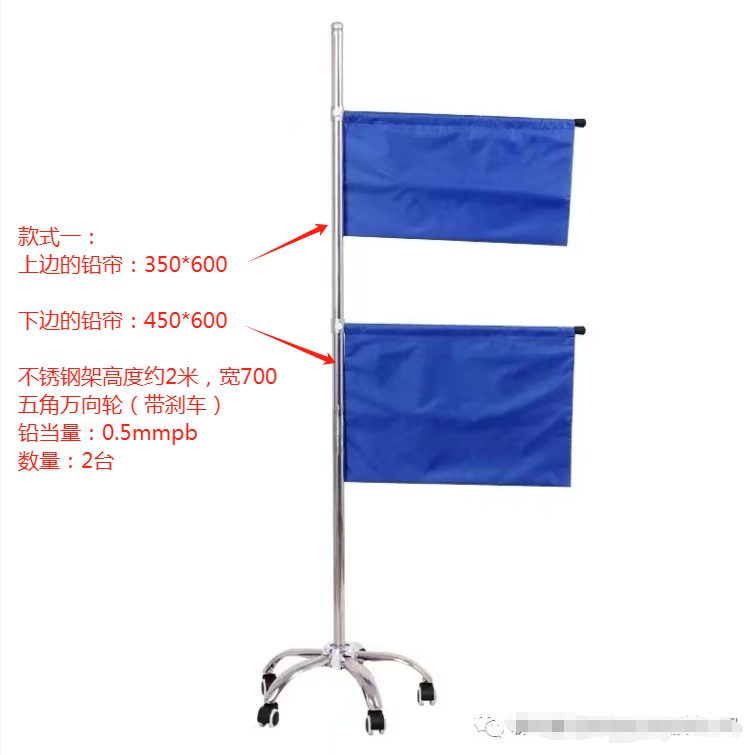 款式一：
上边的铅帘：350*600
下边的铅帘：450*600
不锈钢架高度约2米，宽700
五角万向轮（带刹车）
铅当量：0.5mmpb
数量：2台